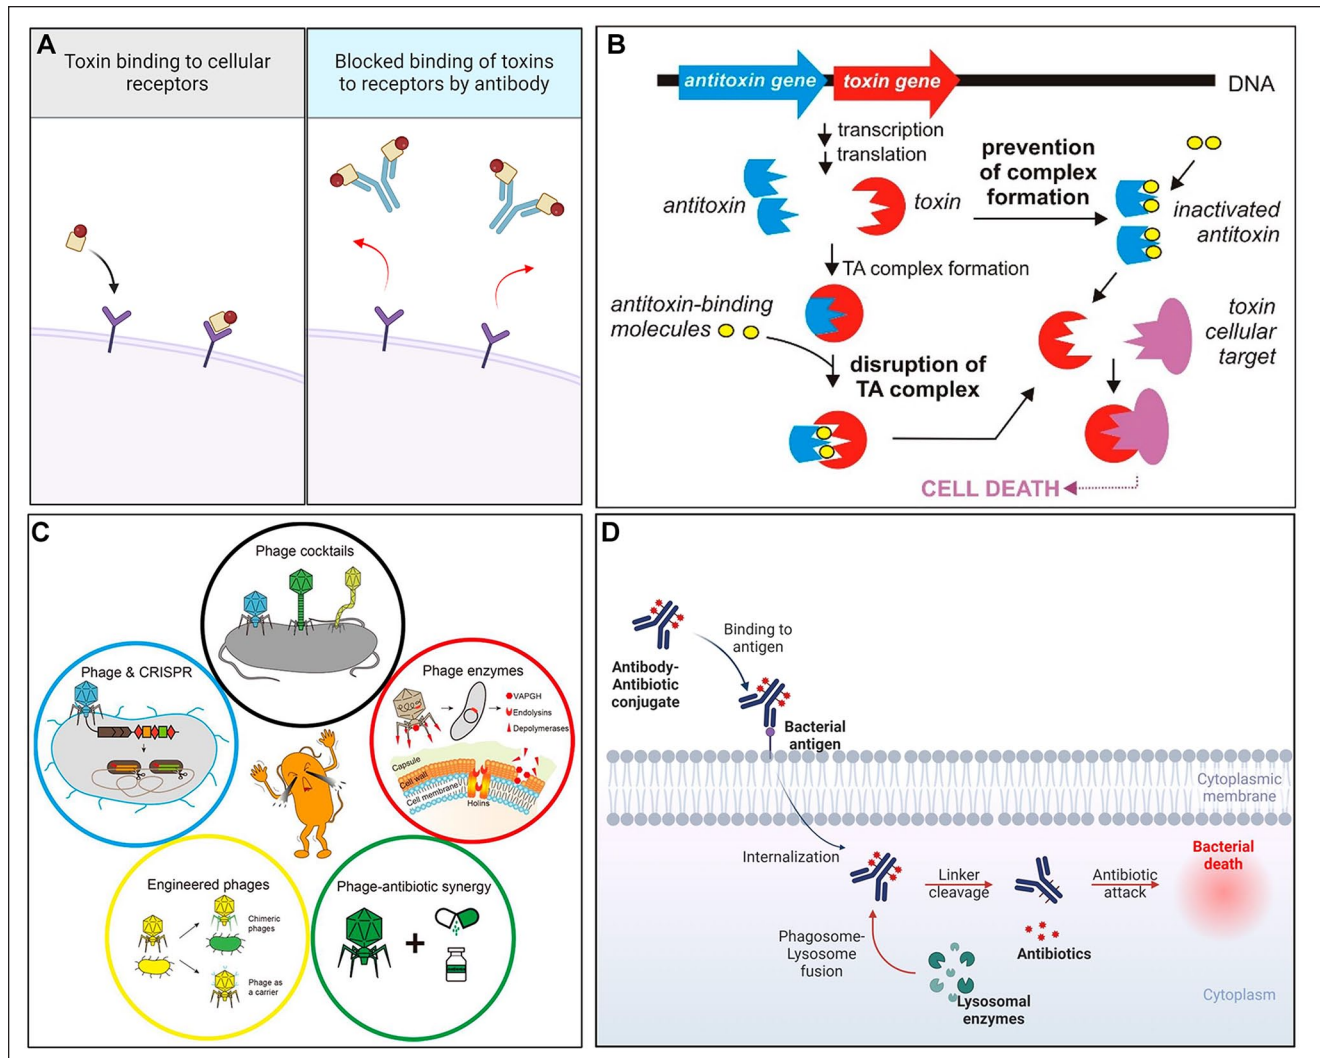 A
Toxin binding to cellular
receptors
Blocked binding of toxins
to receptors by antibody
B
antitoxin gene
toxin gene
DNA
transcription
translation
antitoxin
toxin
prevention
of complex
formation
inactivated
antitoxin
TA complex formation
antitoxin-binding
molecules
disruption of
TA complex
toxin
cellular
target
CELL DEATH
C
Phage cocktails
Phage & CRISPR
Phage enzymes
VAPGH
Endolysins
Depolymerases
Capsule
Cell wall
Cell membrane
Holins
Engineered phages
Chimeric
phages
Phage as
a carrier
Phage-antibiotic synergy
+
D
Antibody-
Antibiotic
conjugate
Binding to
antigen
Bacterial
antigen
Cytoplasmic
membrane
Internalization
Linker
cleavage
Antibiotic
attack
Bacterial
death
Phagosome-
Lysosome
fusion
Antibiotics
Lysosomal
enzymes
Cytoplasm